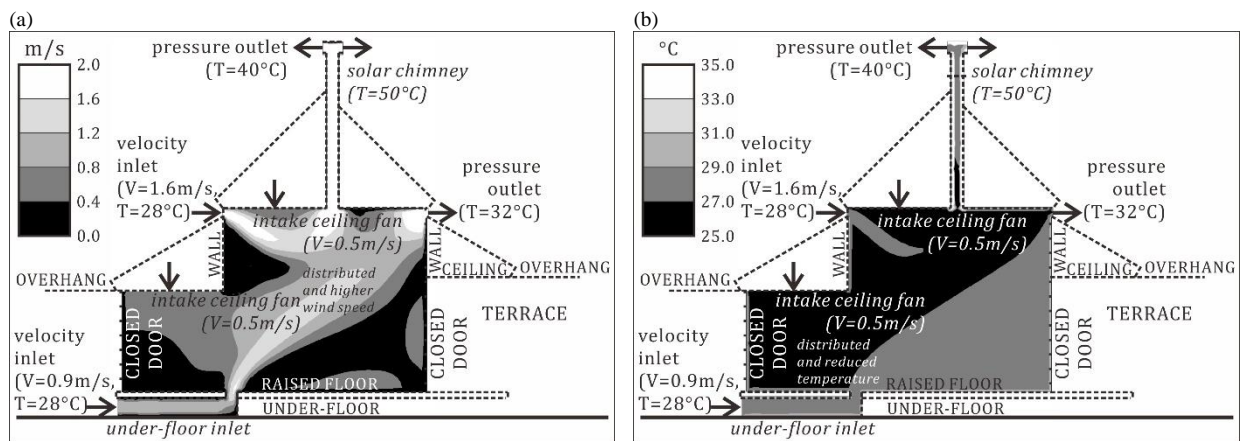 (a)
m/s
2.0
1.6
1.2
0.8
0.4
0.0
pressure outlet
(T=40°C)
solar chimney
(T=50°C)
velocity
inlet
(V=1.6m/s,
T=28°C)
pressure
outlet
(T=32°C)
intake ceiling fan
(V=0.5m/s)
WALL
WALL
CEILING
OVERHANG
OVERHANG
distributed
and higher
wind speed
intake ceiling fan
(V=0.5m/s)
TERRACE
CLOSED
DOOR
CLOSED
DOOR
velocity
inlet
(V=0.9m/s,
T=28°C)
RAISED FLOOR
UNDER-FLOOR
under-floor inlet
(b)
°C
35.0
33.0
31.0
29.0
27.0
25.0
pressure outlet
(T=40°C)
solar chimney
(T=50°C)
velocity
inlet
(V=1.6m/s,
T=28°C)
pressure
outlet
(T=32°C)
intake ceiling fan
(V=0.5m/s)
WALL
WALL
CEILING
OVERHANG
OVERHANG
intake ceiling fan
(V=0.5m/s)
TERRACE
CLOSED
DOOR
CLOSED
DOOR
distributed
and reduced
temperature
velocity
inlet
(V=0.9m/s,
T=28°C)
RAISED FLOOR
UNDER-FLOOR
under-floor inlet